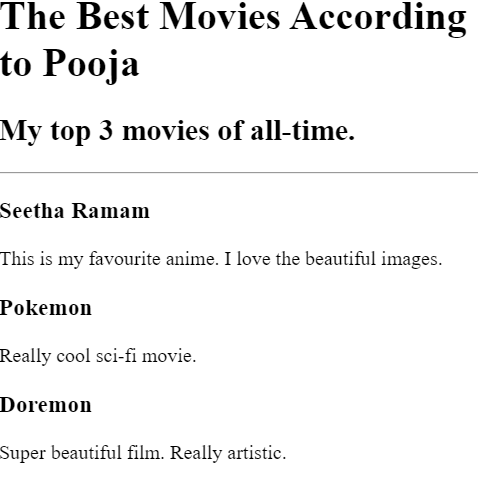 The Best Movies According
to Pooja
My top 3 movies of all-time.
Seetha Ramam
This is my favourite anime. I love the beautiful images.
Pokemon
Really cool sci-fi movie.
Doremon
Super beautiful film. Really artistic.